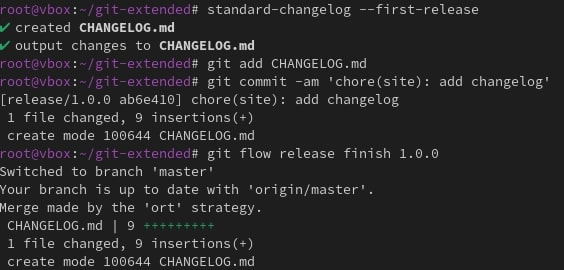 root@vbox:~/git-extended# standard-changelog --first-release
✔ created CHANGELOG.md
✔ output changes to CHANGELOG.md
root@vbox:~/git-extended# git add CHANGELOG.md
root@vbox:~/git-extended# git commit -am 'chore(site): add changelog'
[release/1.0.0 ab6e410] chore(site): add changelog
 1 file changed, 9 insertions(+)
 create mode 100644 CHANGELOG.md
root@vbox:~/git-extended# git flow release finish 1.0.0
Switched to branch 'master'
Your branch is up to date with 'origin/master'.
Merge made by the 'ort' strategy.
 CHANGELOG.md | 9 +++++++++
 1 file changed, 9 insertions(+)
 create mode 100644 CHANGELOG.md